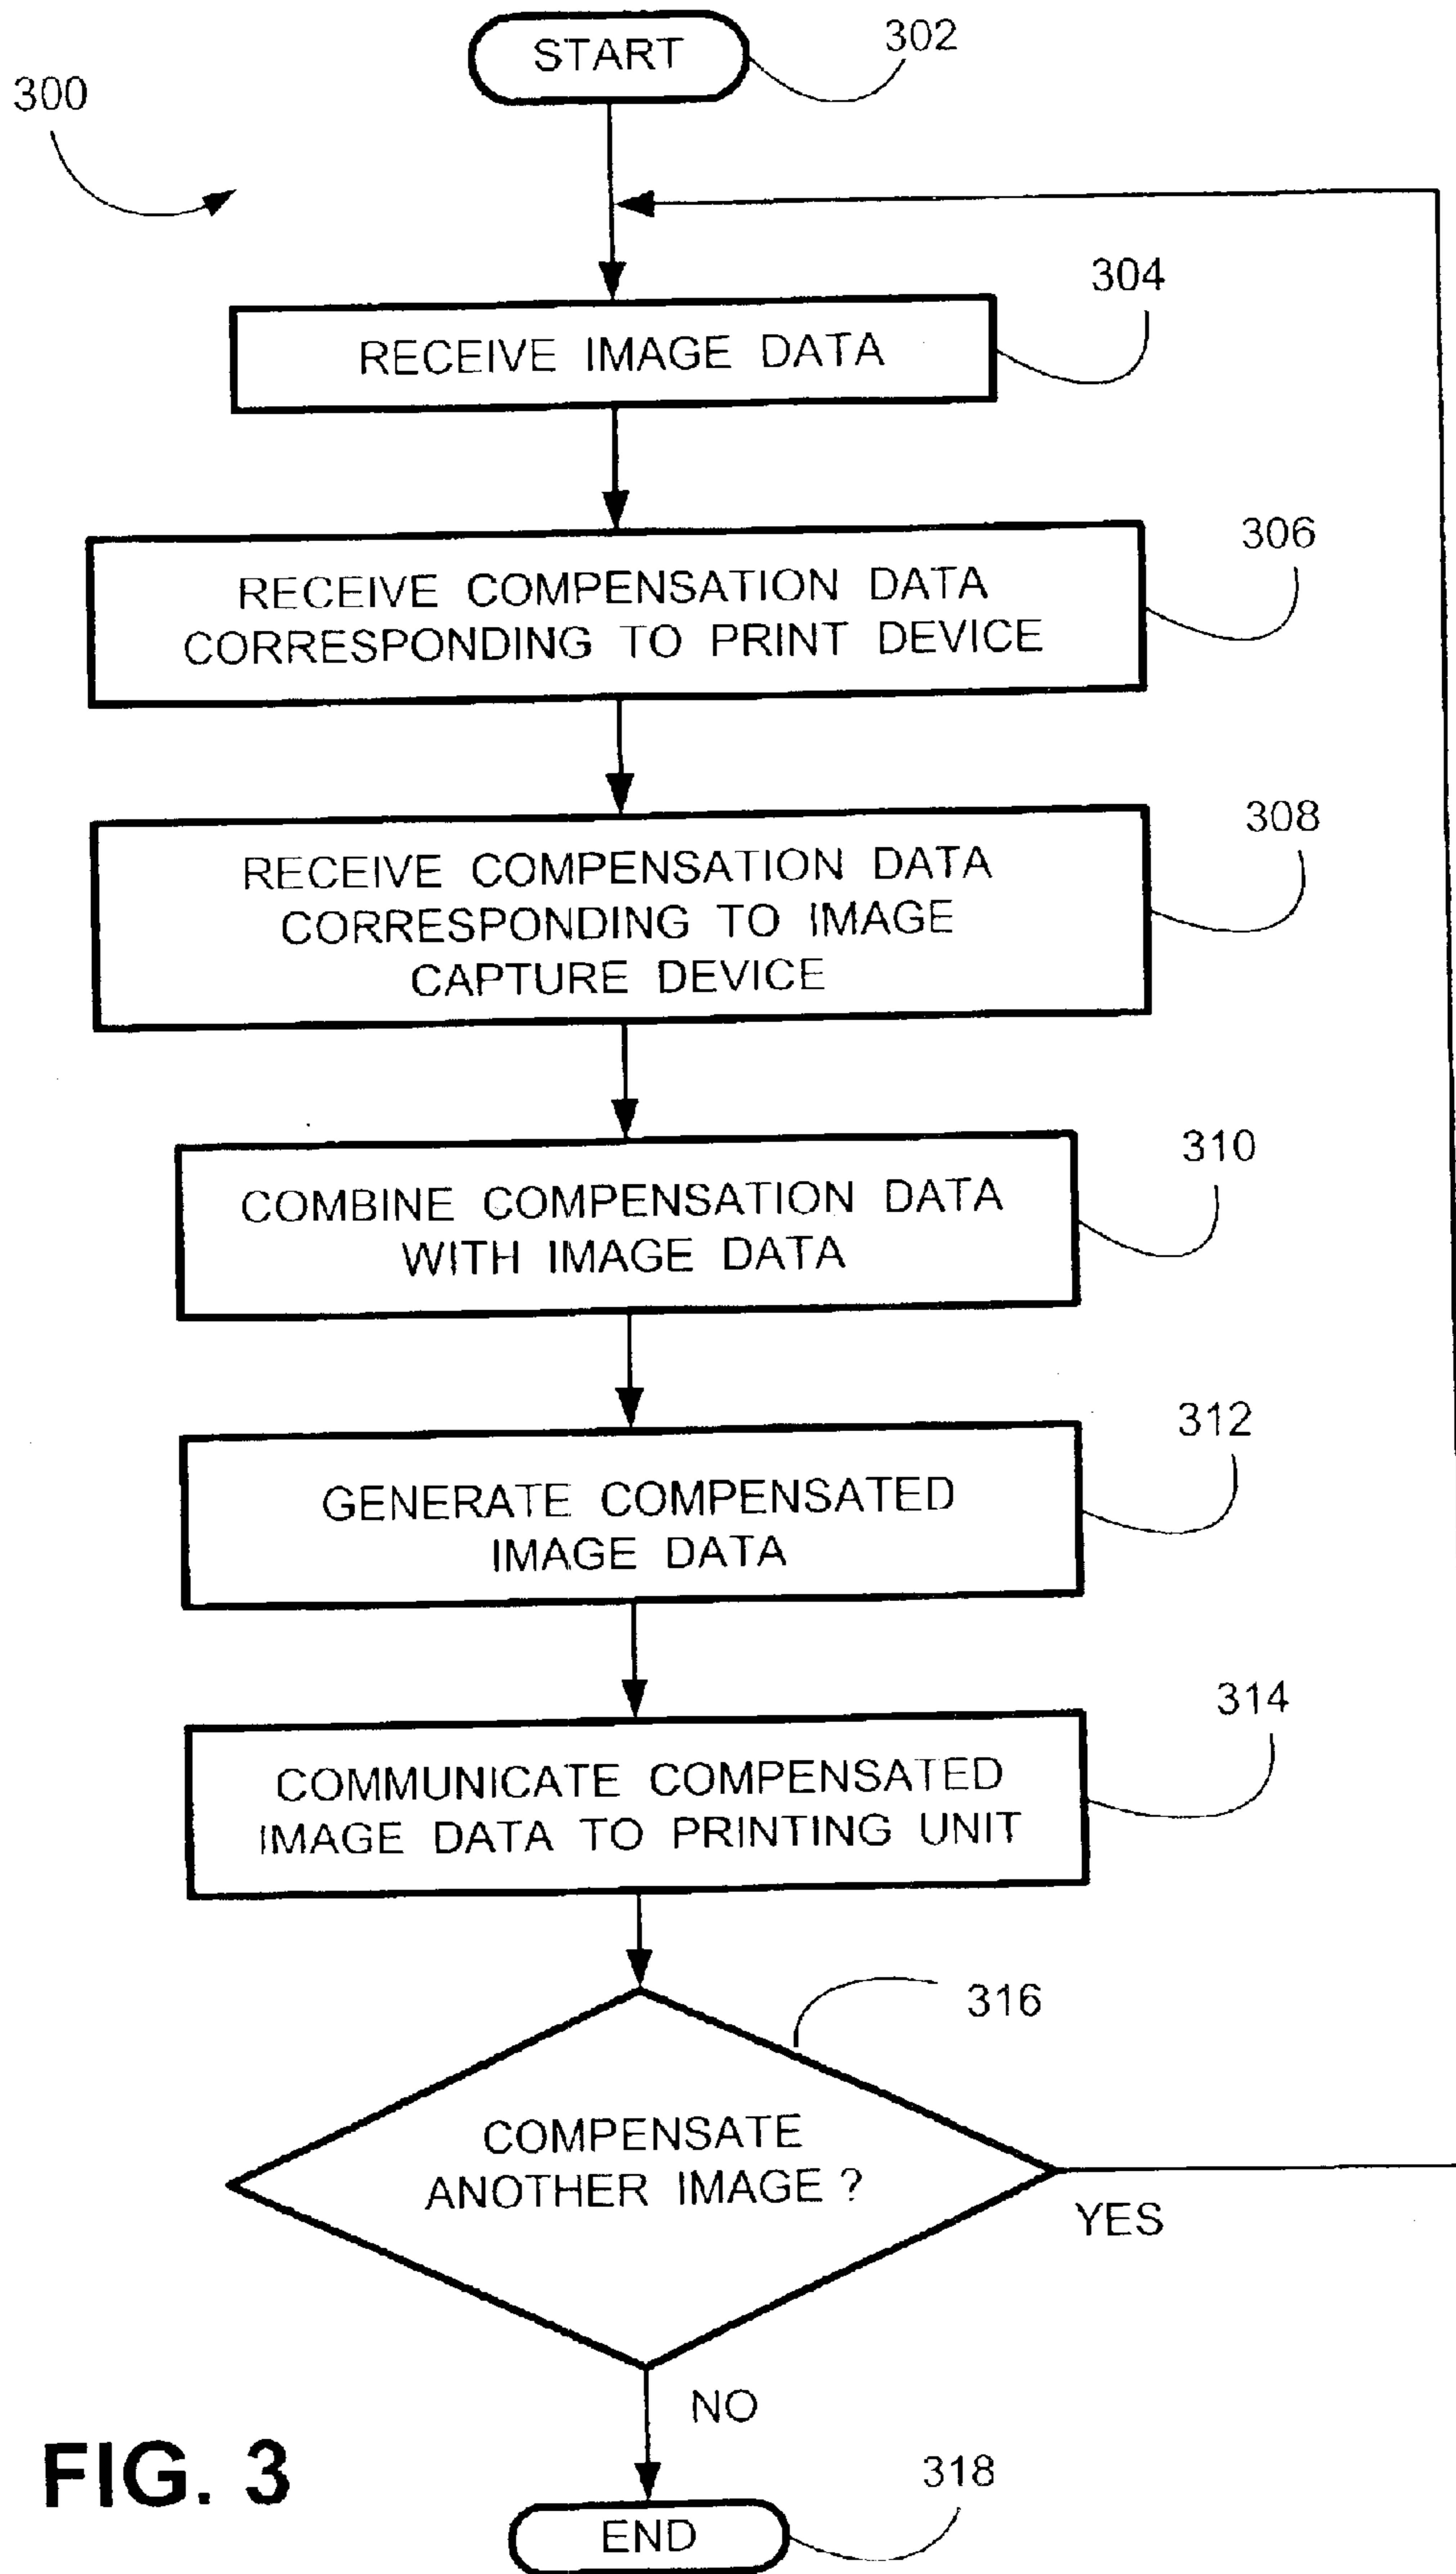 START
302
300
304
RECEIVE IMAGE DATA
306
RECEIVE COMPENSATION DATA
CORRESPONDING TO PRINT DEVICE
308
RECEIVE COMPENSATION DATA
CORRESPONDING TO IMAGE
CAPTURE DEVICE
310
COMBINE COMPENSATION DATA
WITH IMAGE DATA
312
GENERATE COMPENSATED
IMAGE DATA
314
COMMUNICATE COMPENSATED
IMAGE DATA TO PRINTING UNIT
316
COMPENSATE
ANOTHER IMAGE ?
YES
NO
FIG. 3
318
END